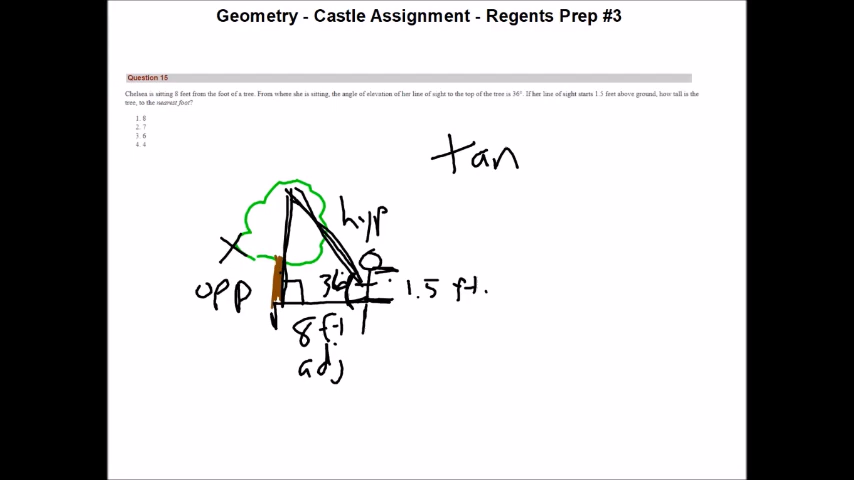 Geometry - Castle Assignment - Regents Prep #3
Question 15
Chelsea is sitting 8 feet from the foot of a tree. From where she is sitting, the angle of elevation of her line of sight to the top of the tree is 36°. If her line of sight starts 1.5 feet above ground, how tall is the
tree, to the nearest foot?
1. 8
2. 7
3. 6
4. 4
tan
hyp
x
opp
36
1.5 ft.
8 ft
adj